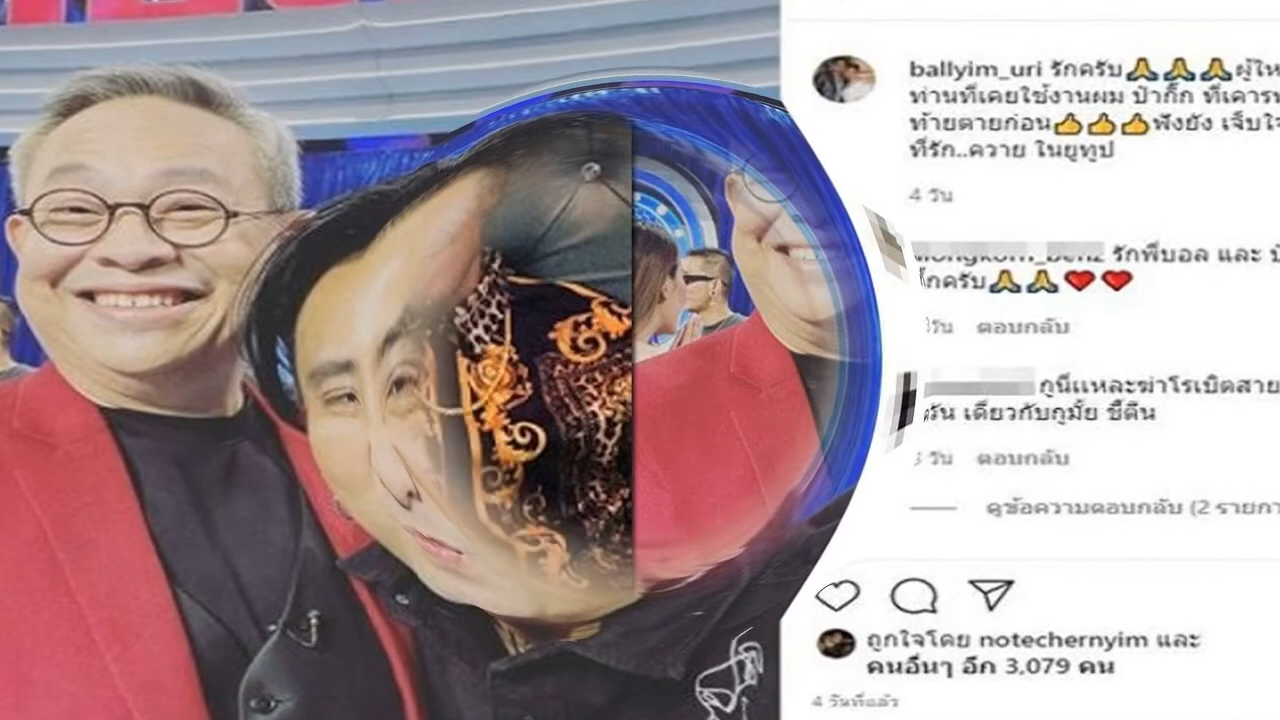 ballyim_uri รักครับ🙏🙏🙏ผู้ให
ท่านที่เคยใช้งานผม ป๋ากิ๊ก ที่เคารพ
ท้ายตายก่อน👍👍👍ฟังยัง เจ็บใจ
ที่รัก..ควาย ในยูทูป
4 วัน
รักพี่บอล และ
กครับ🙏🙏❤️❤️
วัน ตอบกลับ
กูนี่แหละฆ่าโรเบิตสาย
เดียวกับกูมั้ย ชี้ตีน
วัน ตอบกลับ
ดูข้อความตอบกลับ (2 รายกา
ถูกใจโดย notechernyim และ
คนอื่นๆ อีก 3,079 คน
4 วันที่แล้ว